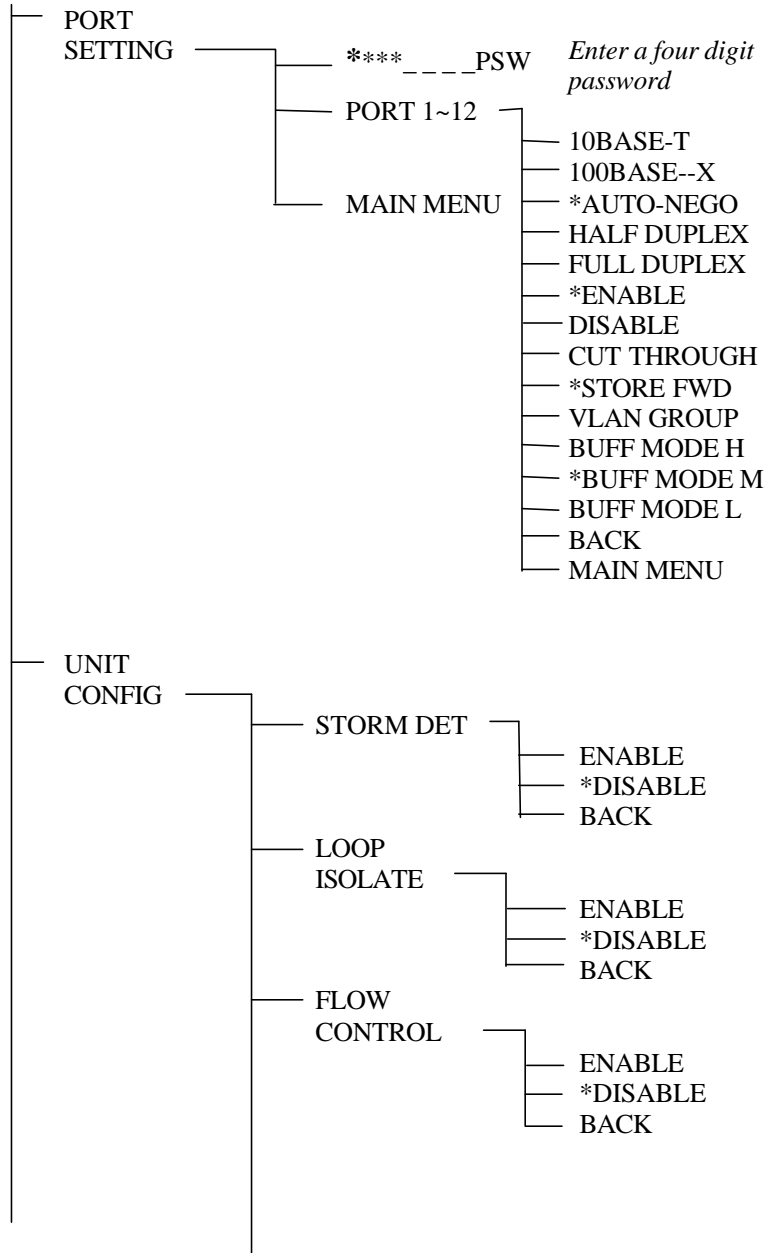 PORT
SETTING
****_ _ _ _PSW
Enter a four digit
password
PORT 1~12
10BASE-T
100BASE--X
*AUTO-NEGO
HALF DUPLEX
FULL DUPLEX
*ENABLE
DISABLE
CUT THROUGH
*STORE FWD
VLAN GROUP
BUFF MODE H
*BUFF MODE M
BUFF MODE L
BACK
MAIN MENU
MAIN MENU
UNIT
CONFIG
STORM DET
ENABLE
*DISABLE
BACK
LOOP
ISOLATE
ENABLE
*DISABLE
BACK
FLOW
CONTROL
ENABLE
*DISABLE
BACK